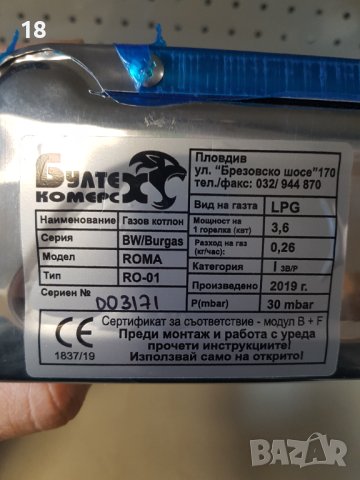 18
Булте
комерс
Пловдив
ул. "Брезовско шосе"170
тел./факс: 032/ 944 870
Наименование Газов котлон
Серия BW/Burgas
Модел ROMA
Тип RO-01
Сериен № 003171
Вид на газта LPG
Мощност на 1 горелка (кат) 3,6
Разход на газ (кг/час): 0,26
Категория I 3B/P
Произведено 2019 г.
P(mbar) 30 mbar
CE
1837/19
Сертификат за съответствие - модул B + F
Преди монтаж и работа с уреда
прочети инструкциите!
Използвай само на открито!
BAZAR